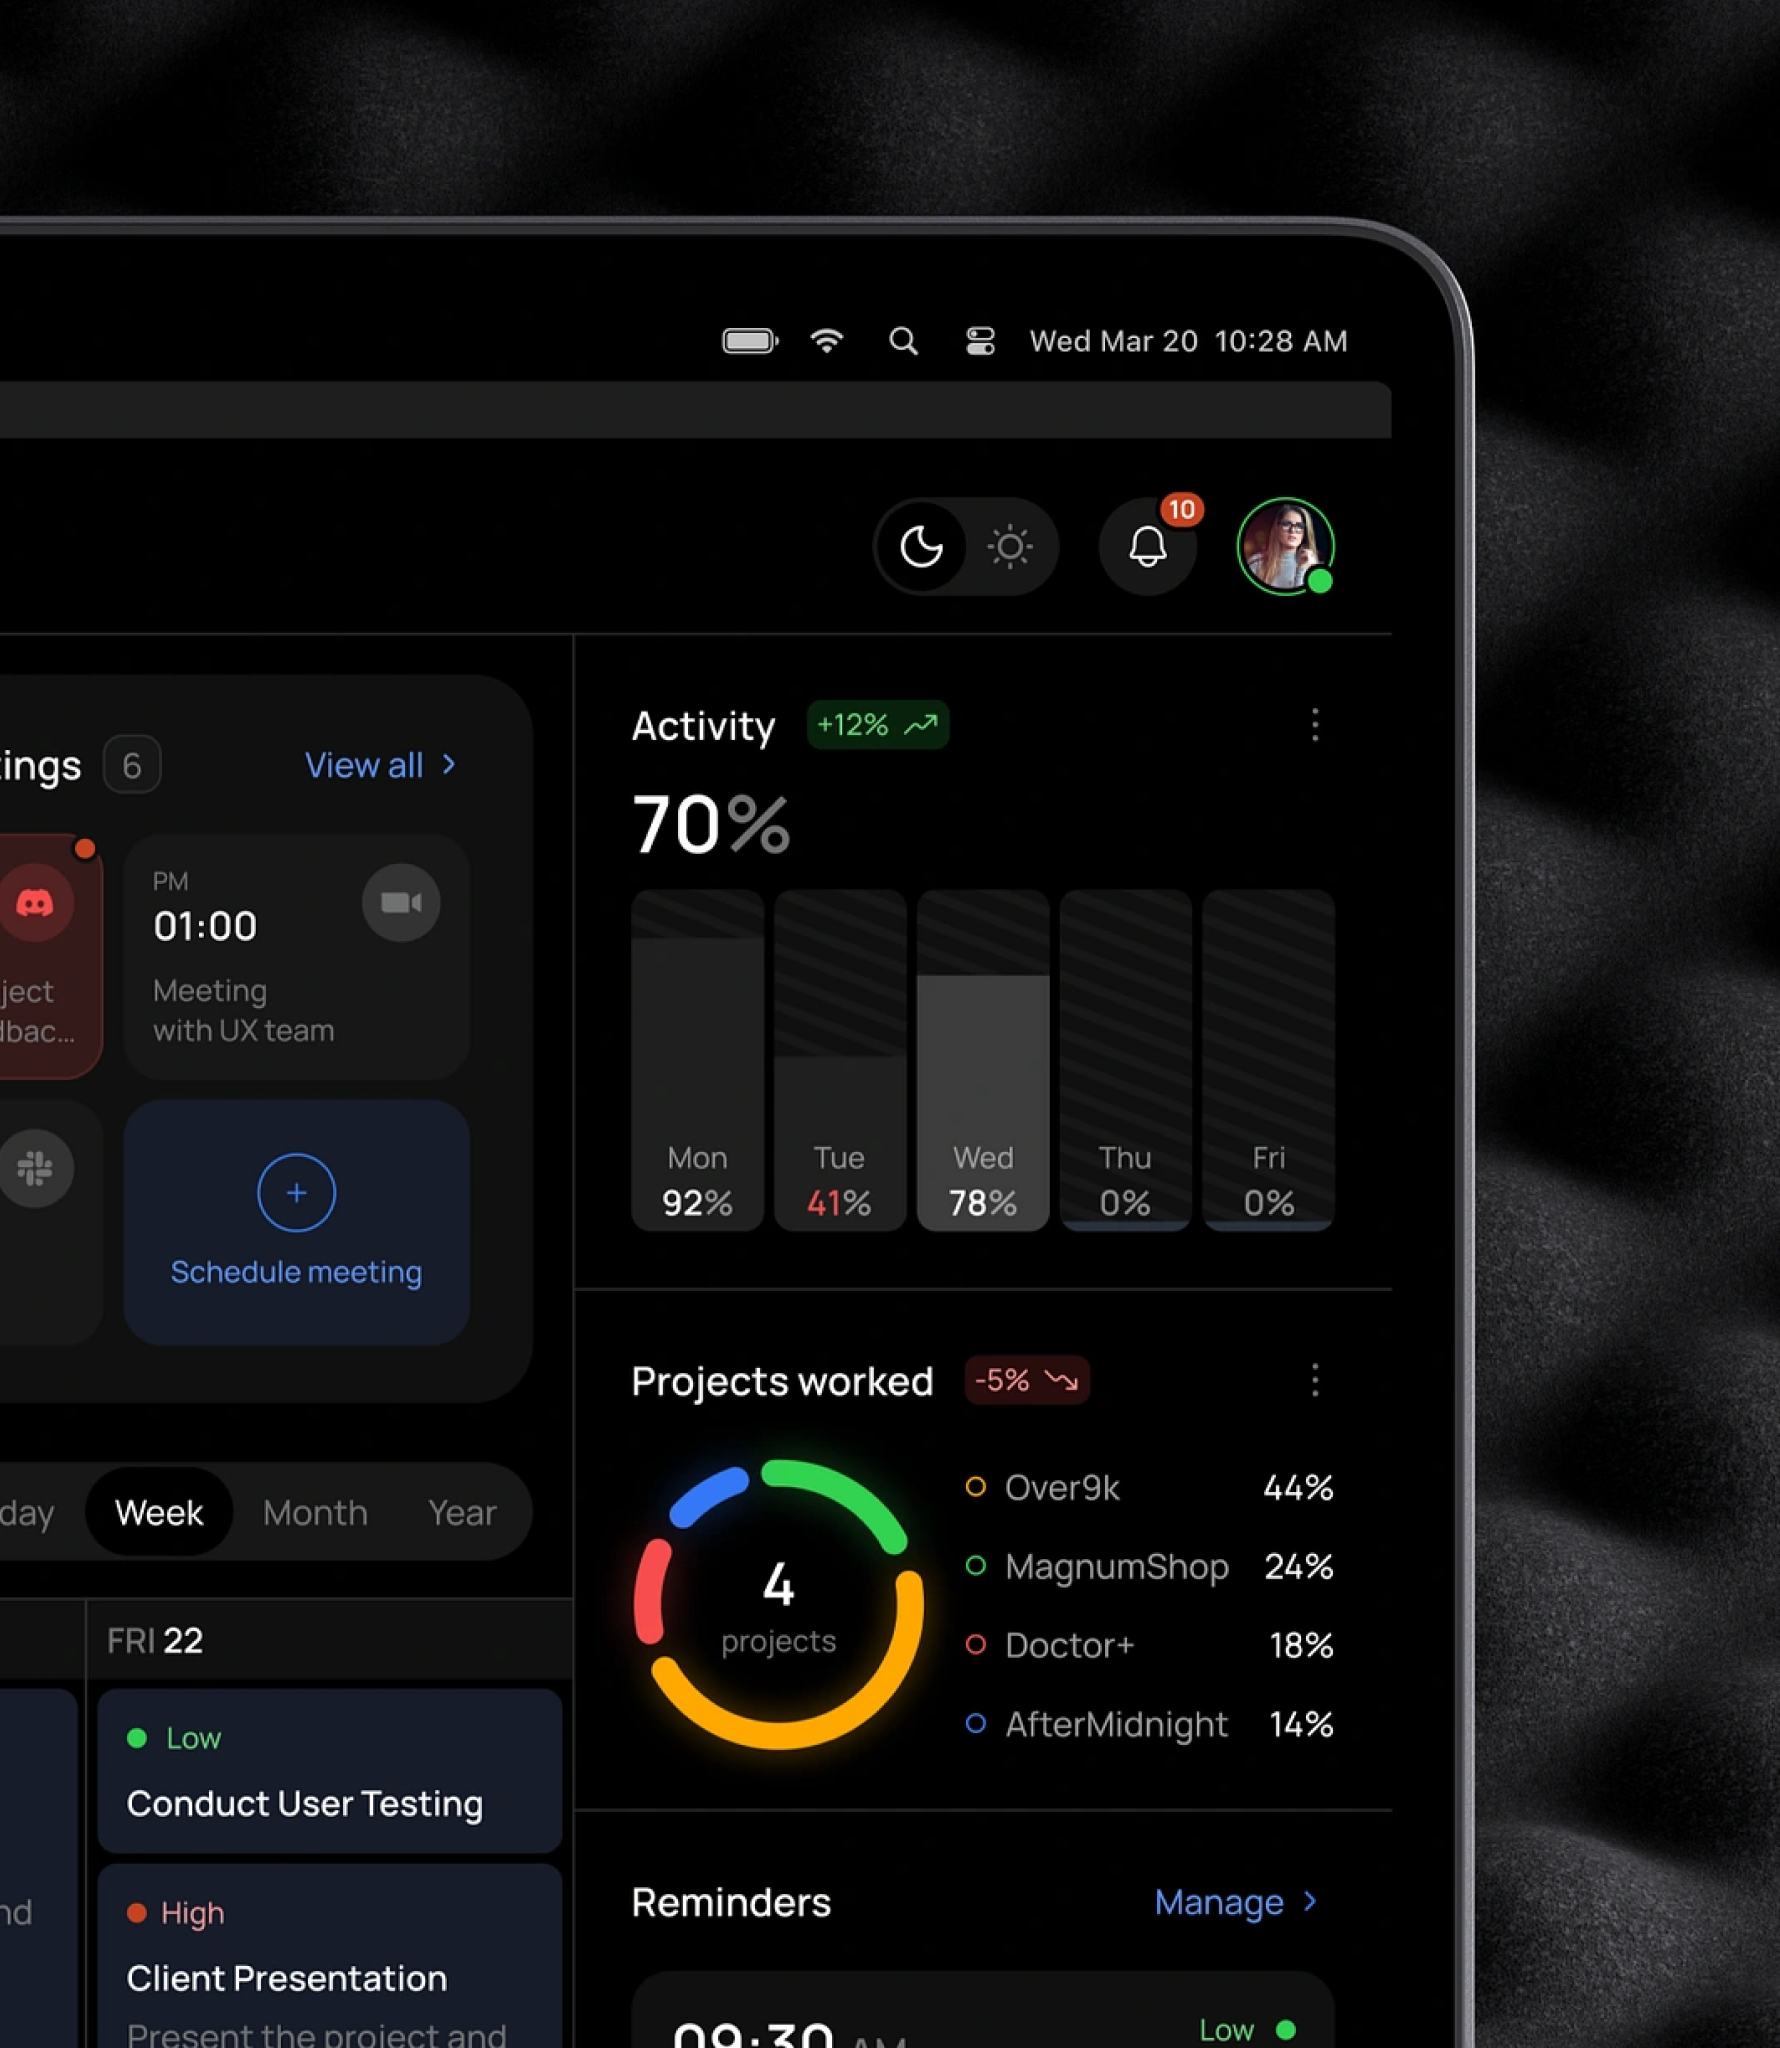 Wed Mar 20 10:28 AM
10
tings 6 View all
ject
dbac...
PM
01:00
Meeting
with UX team
Schedule meeting
day Week Month Year
FRI 22
Low
Conduct User Testing
nd
High
Client Presentation
Present the project and
Activity +12%
70%
Mon Tue Wed Thu Fri
92% 41% 78% 0% 0%
Projects worked -5%
4
projects
Over9k 44%
MagnumShop 24%
Doctor+ 18%
AfterMidnight 14%
Reminders Manage
09:30 AM Low